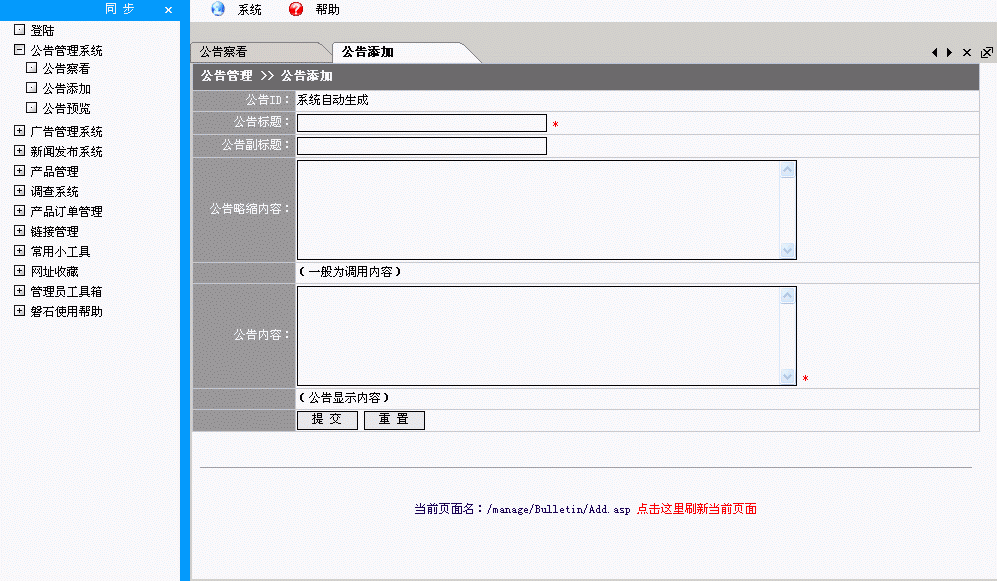 同 步 ×
系统 帮助
登陆
公告管理系统
公告察看
公告添加
公告预览
广告管理系统
新闻发布系统
产品管理
调查系统
产品订单管理
链接管理
常用小工具
网址收藏
管理员工具箱
磐石使用帮助
公告察看 公告添加
公告管理 >> 公告添加
公告ID： 系统自动生成
公告标题： *
公告副标题：
公告略缩内容：
（一般为调用内容）
公告内容： *
（公告显示内容）
提 交 重 置
当前页面名：/manage/Bulletin/Add.asp 点击这里刷新当前页面